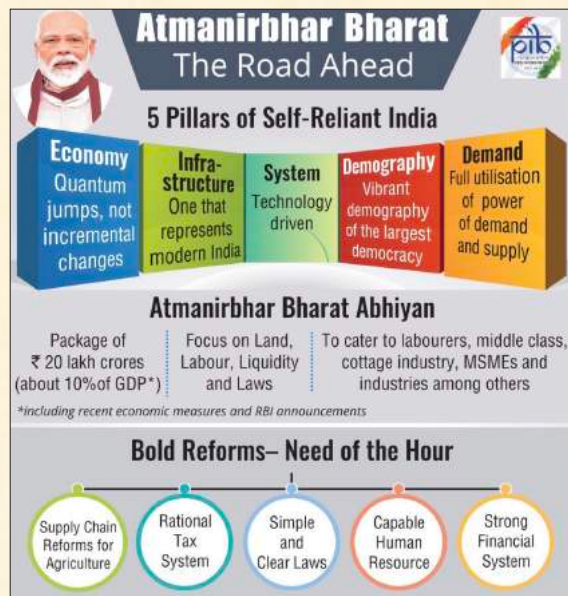 Atmanirbhar Bharat
The Road Ahead
pib
5 Pillars of Self-Reliant India
Economy
Quantum
jumps, not
incremental
changes
Infra-
structure
One that
represents
modern India
System
Technology
driven
Demography
Vibrant
demography
of the largest
democracy
Demand
Full utilisation
of power
of demand
and supply
Atmanirbhar Bharat Abhiyan
Package of
₹ 20 lakh crores
(about 10%of GDP*)
Focus on Land,
Labour, Liquidity
and Laws
To cater to labourers, middle class,
cottage industry, MSMEs and
industries among others
*including recent economic measures and RBI announcements
Bold Reforms– Need of the Hour
Supply Chain
Reforms for
Agriculture
Rational
Tax
System
Simple
and
Clear Laws
Capable
Human
Resource
Strong
Financial
System